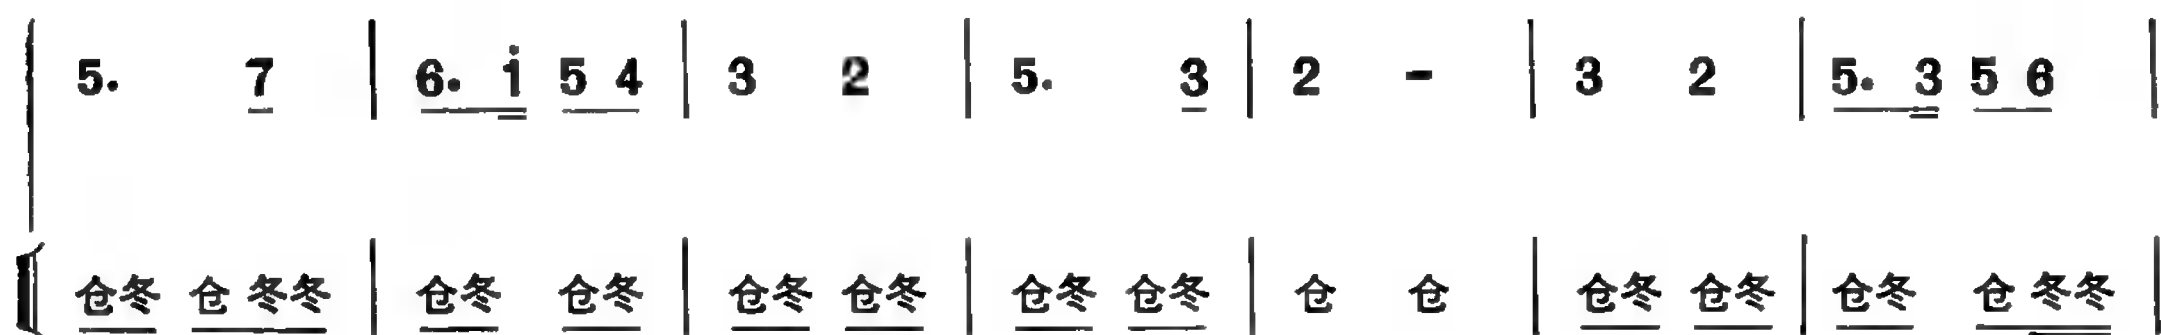 5. 7 | 6. i 5 4 | 3 2 | 5. 3 | 2 - | 3 2 | 5. 3 5 6 |
仓冬 仓 冬冬 | 仓冬 仓冬 | 仓冬 仓冬 | 仓冬 仓冬 | 仓 仓 | 仓冬 仓冬 | 仓冬 仓 冬冬 |